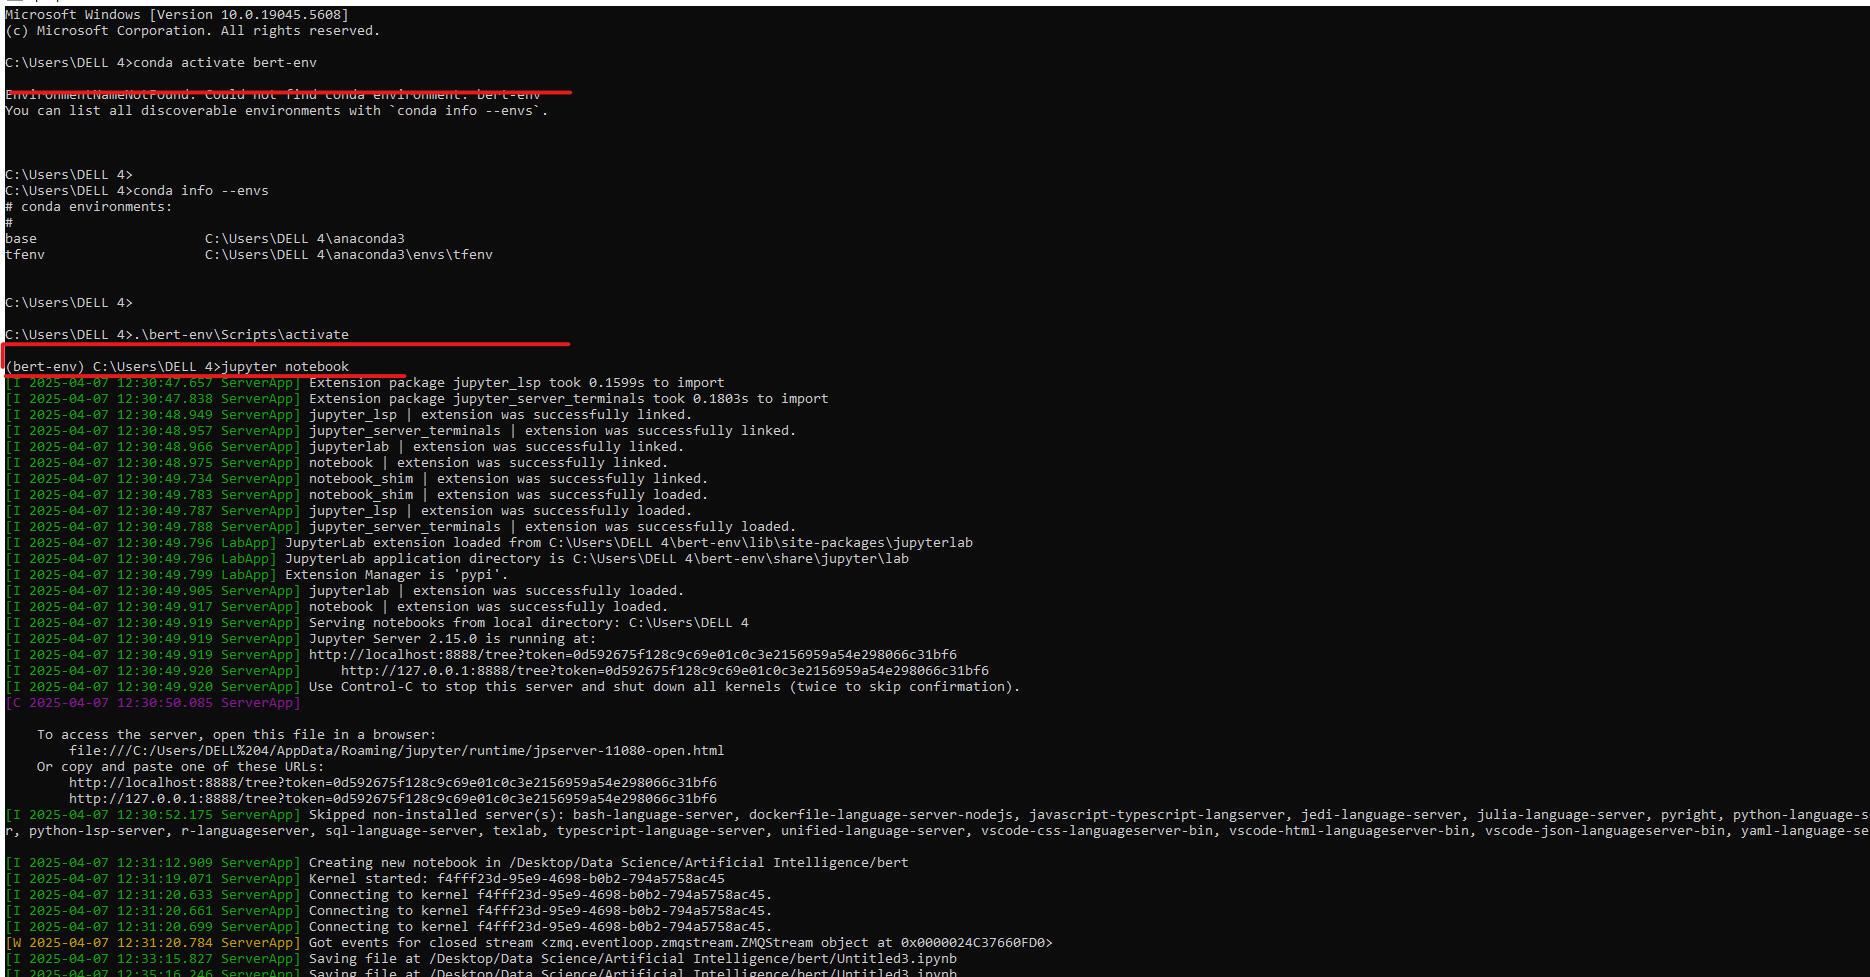 Microsoft Windows [Version 10.0.19045.5608]
(c) Microsoft Corporation. All rights reserved.
C:\Users\DELL 4>conda activate bert-env
EnvironmentNameNotFound: Could not find conda environment: bert-env
You can list all discoverable environments with `conda info --envs`.
C:\Users\DELL 4>
C:\Users\DELL 4>conda info --envs
# conda environments:
#
base                     C:\Users\DELL 4\anaconda3
tfenv                    C:\Users\DELL 4\anaconda3\envs\tfenv
C:\Users\DELL 4>
C:\Users\DELL 4>.\bert-env\Scripts\activate
(bert-env) C:\Users\DELL 4>jupyter notebook
[I 2025-04-07 12:30:47.657 ServerApp] Extension package jupyter_lsp took 0.1599s to import
[I 2025-04-07 12:30:47.838 ServerApp] Extension package jupyter_server_terminals took 0.1803s to import
[I 2025-04-07 12:30:48.949 ServerApp] jupyter_lsp | extension was successfully linked.
[I 2025-04-07 12:30:48.957 ServerApp] jupyter_server_terminals | extension was successfully linked.
[I 2025-04-07 12:30:48.966 ServerApp] jupyterlab | extension was successfully linked.
[I 2025-04-07 12:30:48.975 ServerApp] notebook | extension was successfully linked.
[I 2025-04-07 12:30:49.734 ServerApp] notebook_shim | extension was successfully linked.
[I 2025-04-07 12:30:49.783 ServerApp] notebook_shim | extension was successfully loaded.
[I 2025-04-07 12:30:49.787 ServerApp] jupyter_lsp | extension was successfully loaded.
[I 2025-04-07 12:30:49.788 ServerApp] jupyter_server_terminals | extension was successfully loaded.
[I 2025-04-07 12:30:49.796 LabApp] JupyterLab extension loaded from C:\Users\DELL 4\bert-env\lib\site-packages\jupyterlab
[I 2025-04-07 12:30:49.796 LabApp] JupyterLab application directory is C:\Users\DELL 4\bert-env\share\jupyter\lab
[I 2025-04-07 12:30:49.799 LabApp] Extension Manager is 'pypi'.
[I 2025-04-07 12:30:49.905 ServerApp] jupyterlab | extension was successfully loaded.
[I 2025-04-07 12:30:49.917 ServerApp] notebook | extension was successfully loaded.
[I 2025-04-07 12:30:49.919 ServerApp] Serving notebooks from local directory: C:\Users\DELL 4
[I 2025-04-07 12:30:49.919 ServerApp] Jupyter Server 2.15.0 is running at:
[I 2025-04-07 12:30:49.919 ServerApp] http://localhost:8888/tree?token=0d592675f128c9c69e01c0c3e2156959a54e298066c31bf6
[I 2025-04-07 12:30:49.920 ServerApp]     http://127.0.0.1:8888/tree?token=0d592675f128c9c69e01c0c3e2156959a54e298066c31bf6
[I 2025-04-07 12:30:49.920 ServerApp] Use Control-C to stop this server and shut down all kernels (twice to skip confirmation).
[C 2025-04-07 12:30:50.085 ServerApp]
To access the server, open this file in a browser:
file:///C:/Users/DELL%204/AppData/Roaming/jupyter/runtime/jpserver-11080-open.html
Or copy and paste one of these URLs:
http://localhost:8888/tree?token=0d592675f128c9c69e01c0c3e2156959a54e298066c31bf6
http://127.0.0.1:8888/tree?token=0d592675f128c9c69e01c0c3e2156959a54e298066c31bf6
[I 2025-04-07 12:30:52.175 ServerApp] Skipped non-installed server(s): bash-language-server, dockerfile-language-server-nodejs, javascript-typescript-langserver, jedi-language-server, julia-language-server, pyright, python-language-s
r, python-lsp-server, r-languageserver, sql-language-server, texlab, typescript-language-server, unified-language-server, vscode-css-languageserver-bin, vscode-html-languageserver-bin, vscode-json-languageserver-bin, yaml-language-se
[I 2025-04-07 12:31:12.909 ServerApp] Creating new notebook in /Desktop/Data Science/Artificial Intelligence/bert
[I 2025-04-07 12:31:19.071 ServerApp] Kernel started: f4fff23d-95e9-4698-b0b2-794a5758ac45
[I 2025-04-07 12:31:20.633 ServerApp] Connecting to kernel f4fff23d-95e9-4698-b0b2-794a5758ac45.
[I 2025-04-07 12:31:20.661 ServerApp] Connecting to kernel f4fff23d-95e9-4698-b0b2-794a5758ac45.
[I 2025-04-07 12:31:20.699 ServerApp] Connecting to kernel f4fff23d-95e9-4698-b0b2-794a5758ac45.
[W 2025-04-07 12:31:20.784 ServerApp] Got events for closed stream <zmq.eventloop.zmqstream.ZMQStream object at 0x0000024C37660FD0>
[I 2025-04-07 12:33:15.827 ServerApp] Saving file at /Desktop/Data Science/Artificial Intelligence/bert/Untitled3.ipynb
[I 2025-04-07 12:35:16.246 ServerApp] Saving file at /Desktop/Data Science/Artificial Intelligence/bert/Untitled3.ipynb